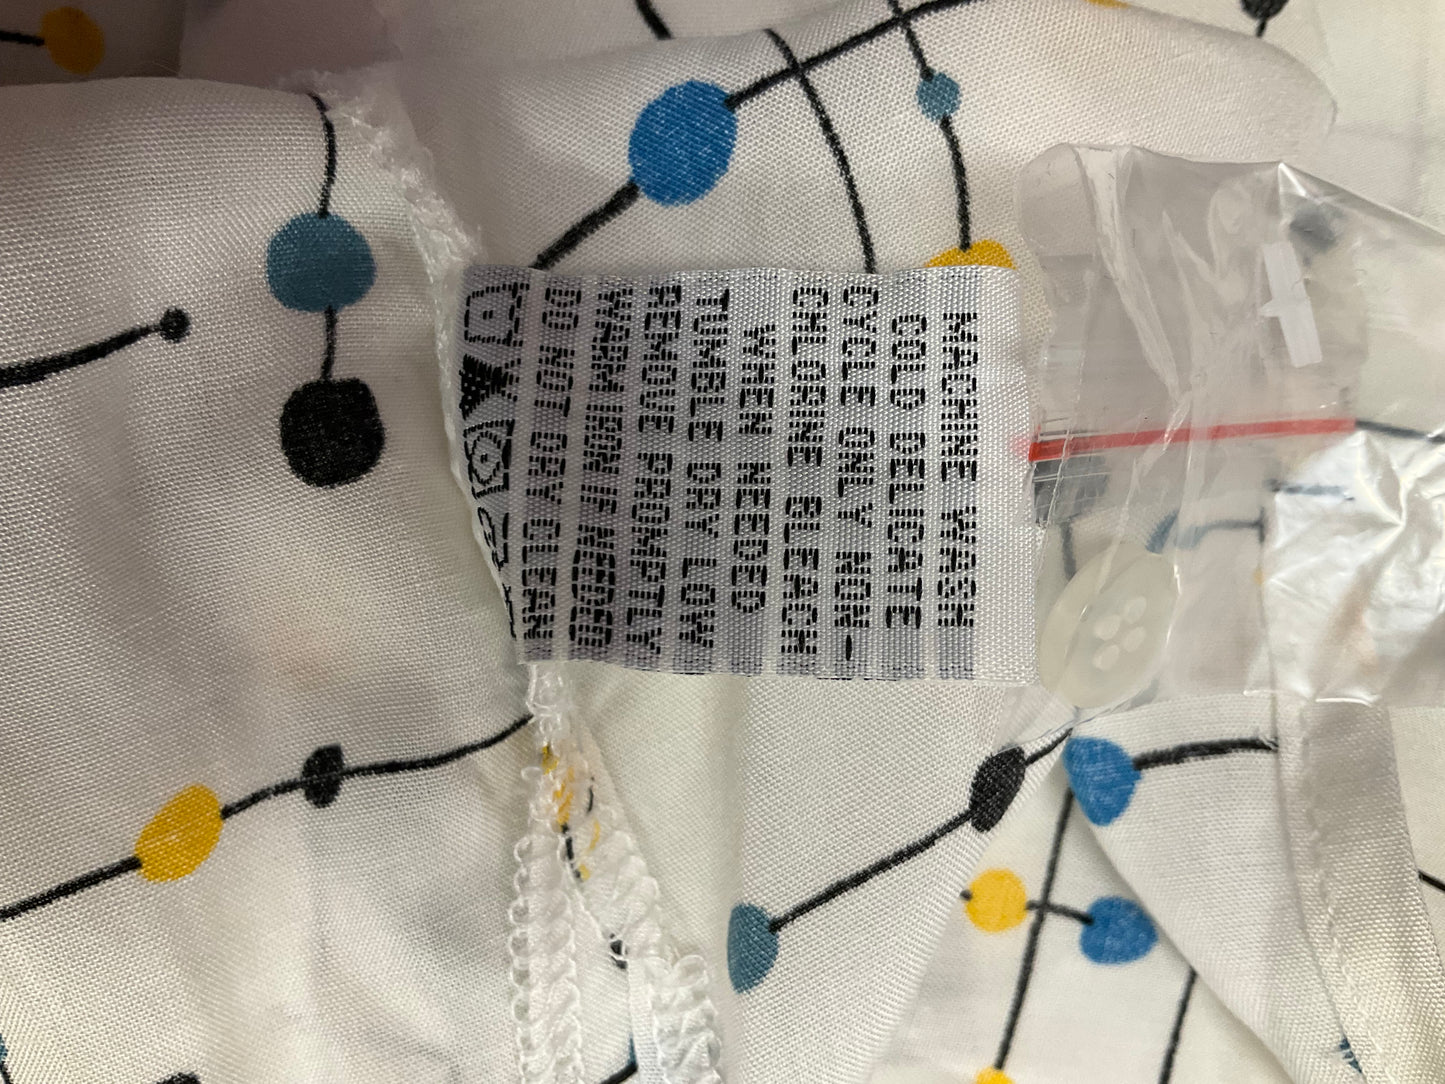 MACHINE WASH
COLD DELICATE
CYCLE ONLY NON-
CHLORINE BLEACH
WHEN NEEDED
TUMBLE DRY LOW
REMOVE PROMPTLY
WARM IRON IF NEEDED
DO NOT DRY CLEAN